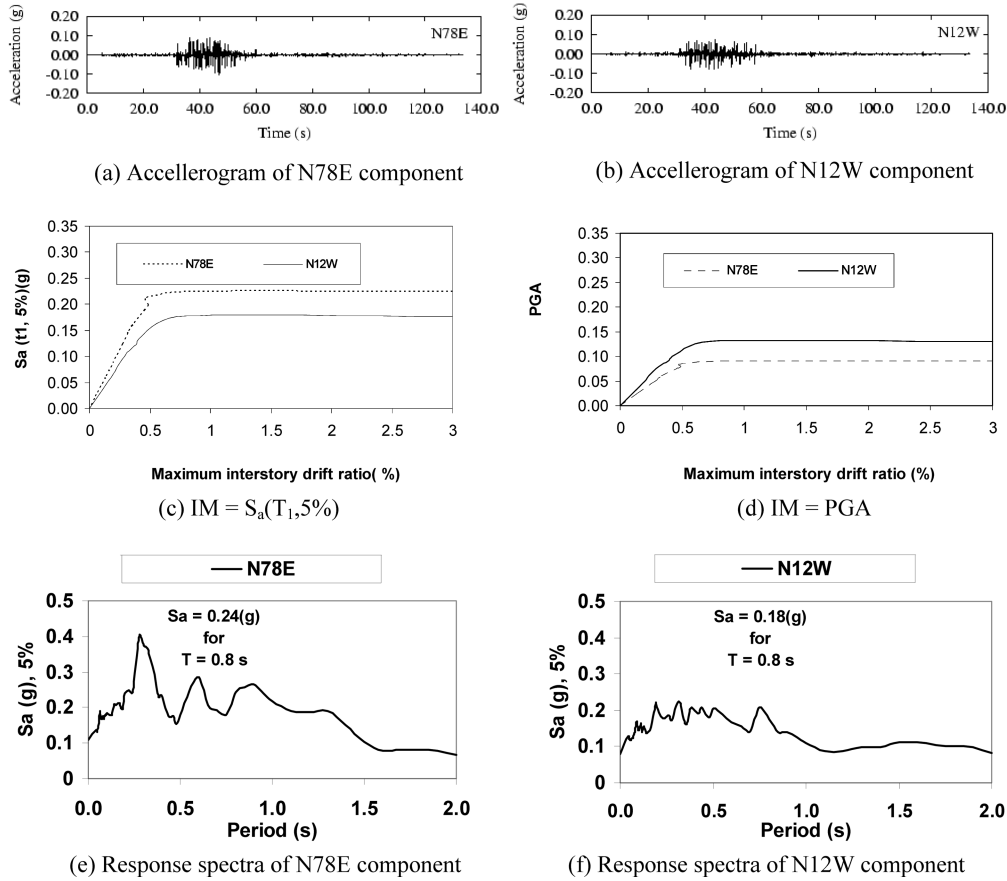 Acceleration (g)
0.20
0.10
0.00
-0.10
-0.20
N78E
0.0 20.0 40.0 60.0 80.0 100.0 120.0 140.0
Time (s)
(a) Accellerogram of N78E component
Acceleration (g)
0.20
0.10
0.00
-0.10
-0.20
N12W
0.0 20.0 40.0 60.0 80.0 100.0 120.0 140.0
Time (s)
(b) Accellerogram of N12W component
Sa (t1, 5%)(g)
0.35
0.30
0.25
0.20
0.15
0.10
0.05
0.00
N78E N12W
0 0.5 1 1.5 2 2.5 3
Maximum interstory drift ratio( %)
(c) IM = Sa(T1,5%)
PGA
0.35
0.30
0.25
0.20
0.15
0.10
0.05
0.00
N78E N12W
0 0.5 1 1.5 2 2.5 3
Maximum interstory drift ratio (%)
(d) IM = PGA
N78E
Sa (g), 5%
0.5
0.4
0.3
0.2
0.1
0
Sa = 0.24(g)
for
T = 0.8 s
0.0 0.5 1.0 1.5 2.0
Period (s)
(e) Response spectra of N78E component
N12W
Sa (g), 5%
0.5
0.4
0.3
0.2
0.1
0
Sa = 0.18(g)
for
T = 0.8 s
0.0 0.5 1.0 1.5 2.0
Period (s)
(f) Response spectra of N12W component